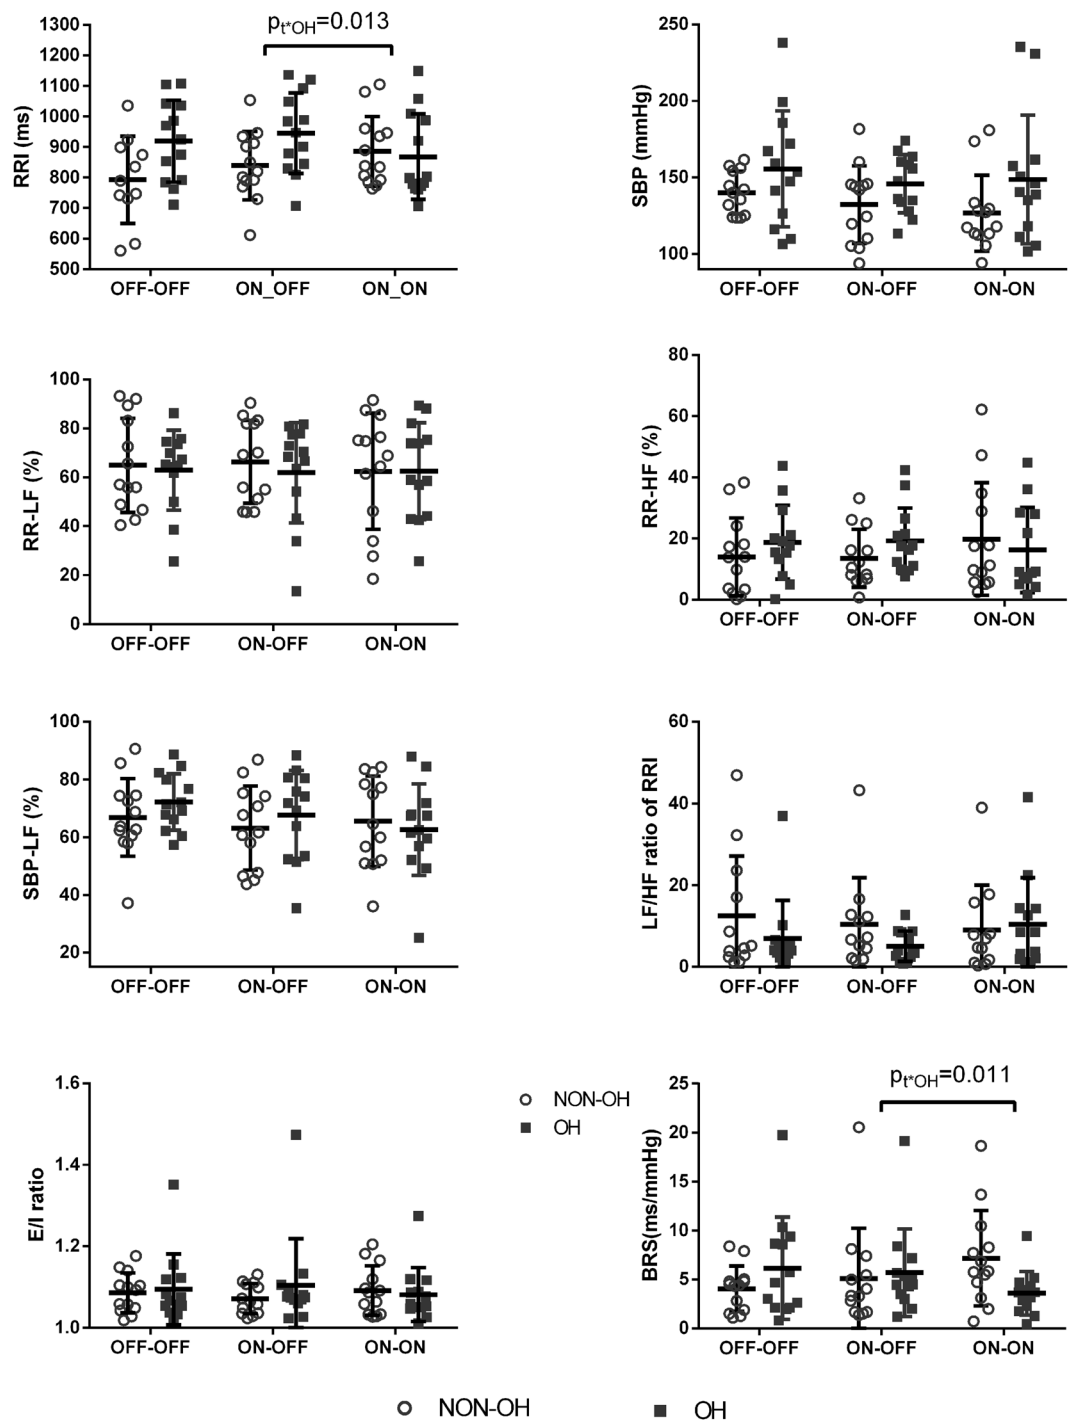 p_t*OH=0.013
RRI (ms)
1300
1200
1100
1000
900
800
700
600
500
OFF-OFF ON_OFF ON_ON
SBP (mmHg)
250
200
150
100
OFF-OFF ON-OFF ON-ON
RR-LF (%)
100
80
60
40
20
0
OFF-OFF ON-OFF ON-ON
RR-HF (%)
80
60
40
20
0
OFF-OFF ON-OFF ON-ON
SBP-LF (%)
100
80
60
40
20
OFF-OFF ON-OFF ON-ON
LF/HF ratio of RRI
60
40
20
0
OFF-OFF ON-OFF ON-ON
E/I ratio
1.6
1.4
1.2
1.0
OFF-OFF ON-OFF ON-ON
NON-OH
OH
p_t*OH=0.011
BRS(ms/mmHg)
25
20
15
10
5
0
OFF-OFF ON-OFF ON-ON
NON-OH OH